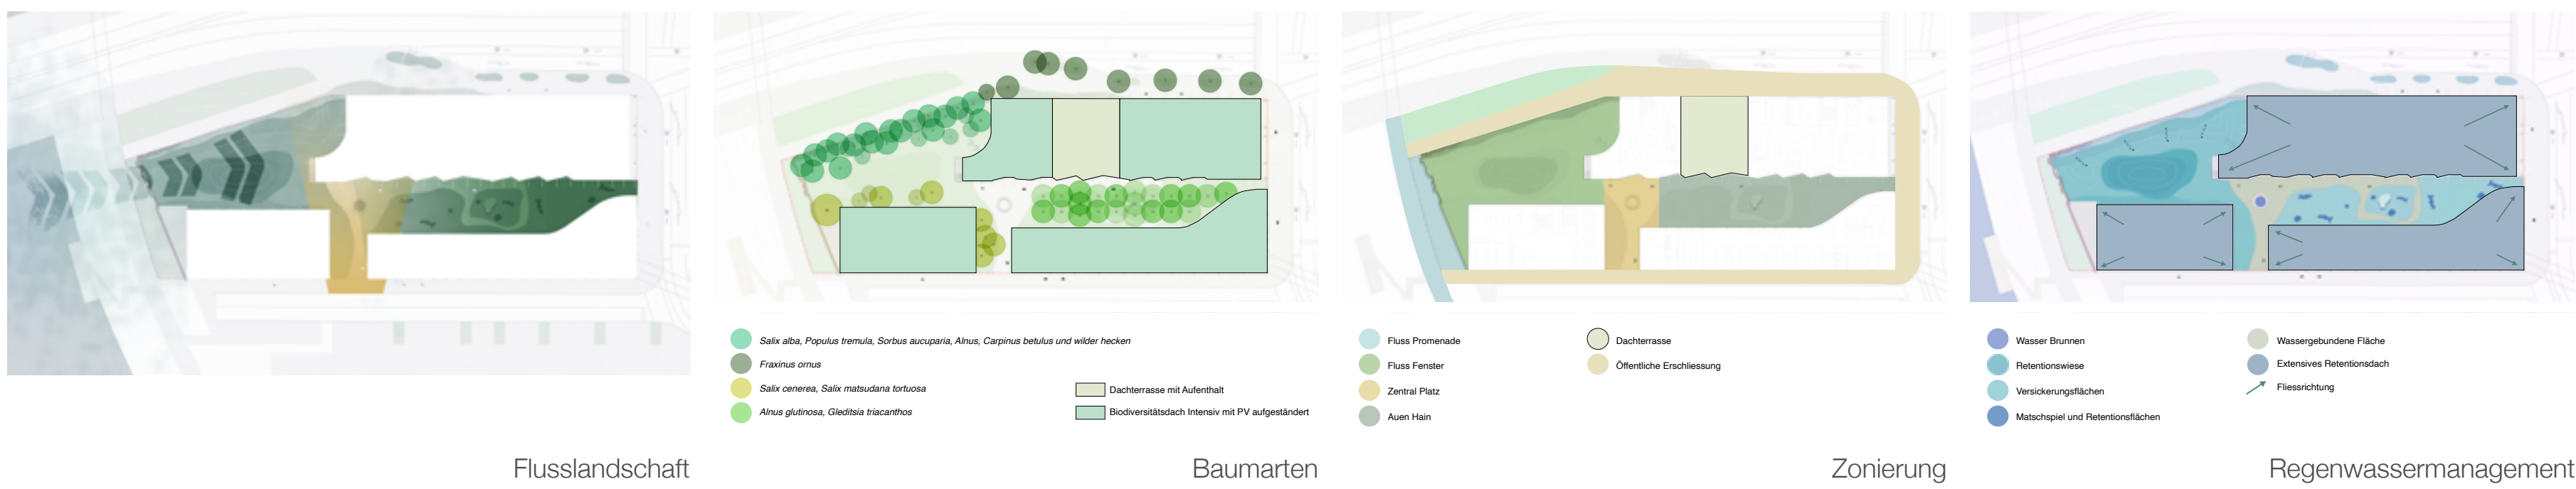 Salix alba, Populus tremula, Sorbus aucuparia, Alnus, Carpinus betulus und wilder hecken
Fraxinus ornus
Salix cenerea, Salix matsudana tortuosa
Alnus glutinosa, Gleditsia triacanthos
Dachterrasse mit Aufenthalt
Biodiversitätsdach Intensiv mit PV aufgeständert
Fluss Promenade
Fluss Fenster
Zentral Platz
Auen Hain
Dachterrasse
Öffentliche Erschliessung
Wasser Brunnen
Retentionswiese
Versickerungsflächen
Matschspiel und Retentionsflächen
Wassergebundene Fläche
Extensives Retentionsdach
Fliessrichtung
Flusslandschaft
Baumarten
Zonierung
Regenwassermanagement